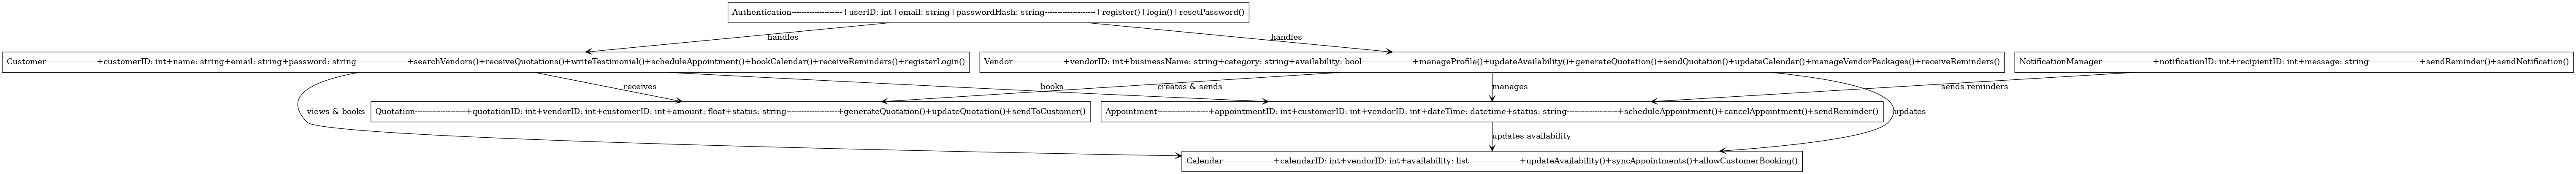 Authentication--------------------+userID: int+email: string+passwordHash: string--------------------+register()+login()+resetPassword()
handles
handles
Customer--------------------+customerID: int+name: string+email: string+password: string--------------------+searchVendors()+receiveQuotations()+writeTestimonial()+scheduleAppointment()+bookCalendar()+receiveReminders()+registerLogin()
Vendor--------------------+vendorID: int+businessName: string+category: string+availability: bool--------------------+manageProfile()+updateAvailability()+generateQuotation()+sendQuotation()+updateCalendar()+manageVendorPackages()+receiveReminders()
NotificationManager--------------------+notificationID: int+recipientID: int+message: string--------------------+sendReminder()+sendNotification()
receives
books
creates & sends
manages
sends reminders
views & books
Quotation--------------------+quotationID: int+vendorID: int+customerID: int+amount: float+status: string--------------------+generateQuotation()+updateQuotation()+sendToCustomer()
Appointment--------------------+appointmentID: int+customerID: int+vendorID: int+dateTime: datetime+status: string--------------------+scheduleAppointment()+cancelAppointment()+sendReminder()
updates
updates availability
Calendar--------------------+calendarID: int+vendorID: int+availability: list--------------------+updateAvailability()+syncAppointments()+allowCustomerBooking()